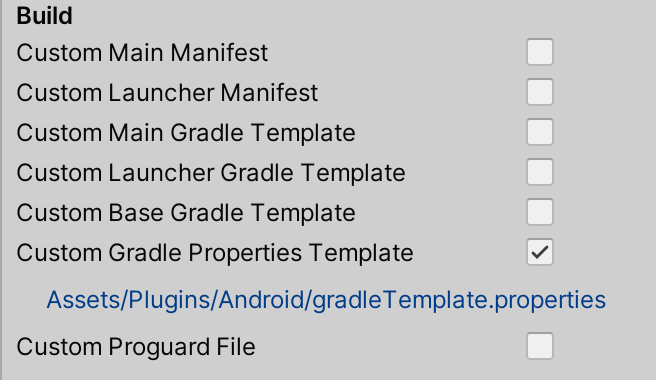 Build
Custom Main Manifest
Custom Launcher Manifest
Custom Main Gradle Template
Custom Launcher Gradle Template
Custom Base Gradle Template
Custom Gradle Properties Template
Assets/Plugins/Android/gradleTemplate.properties
Custom Proguard File